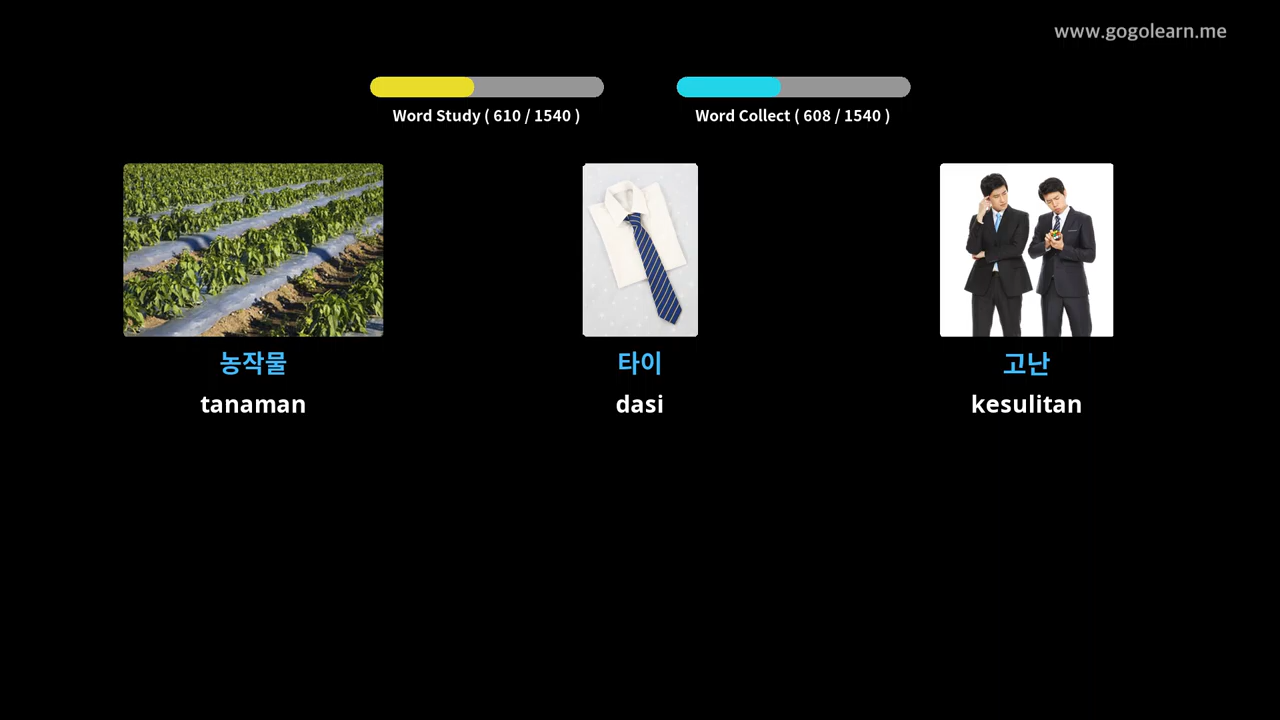 www.gogolearn.me
Word Study ( 610 / 1540 )
Word Collect ( 608 / 1540 )
농작물
tanaman
타이
dasi
고난
kesulitan